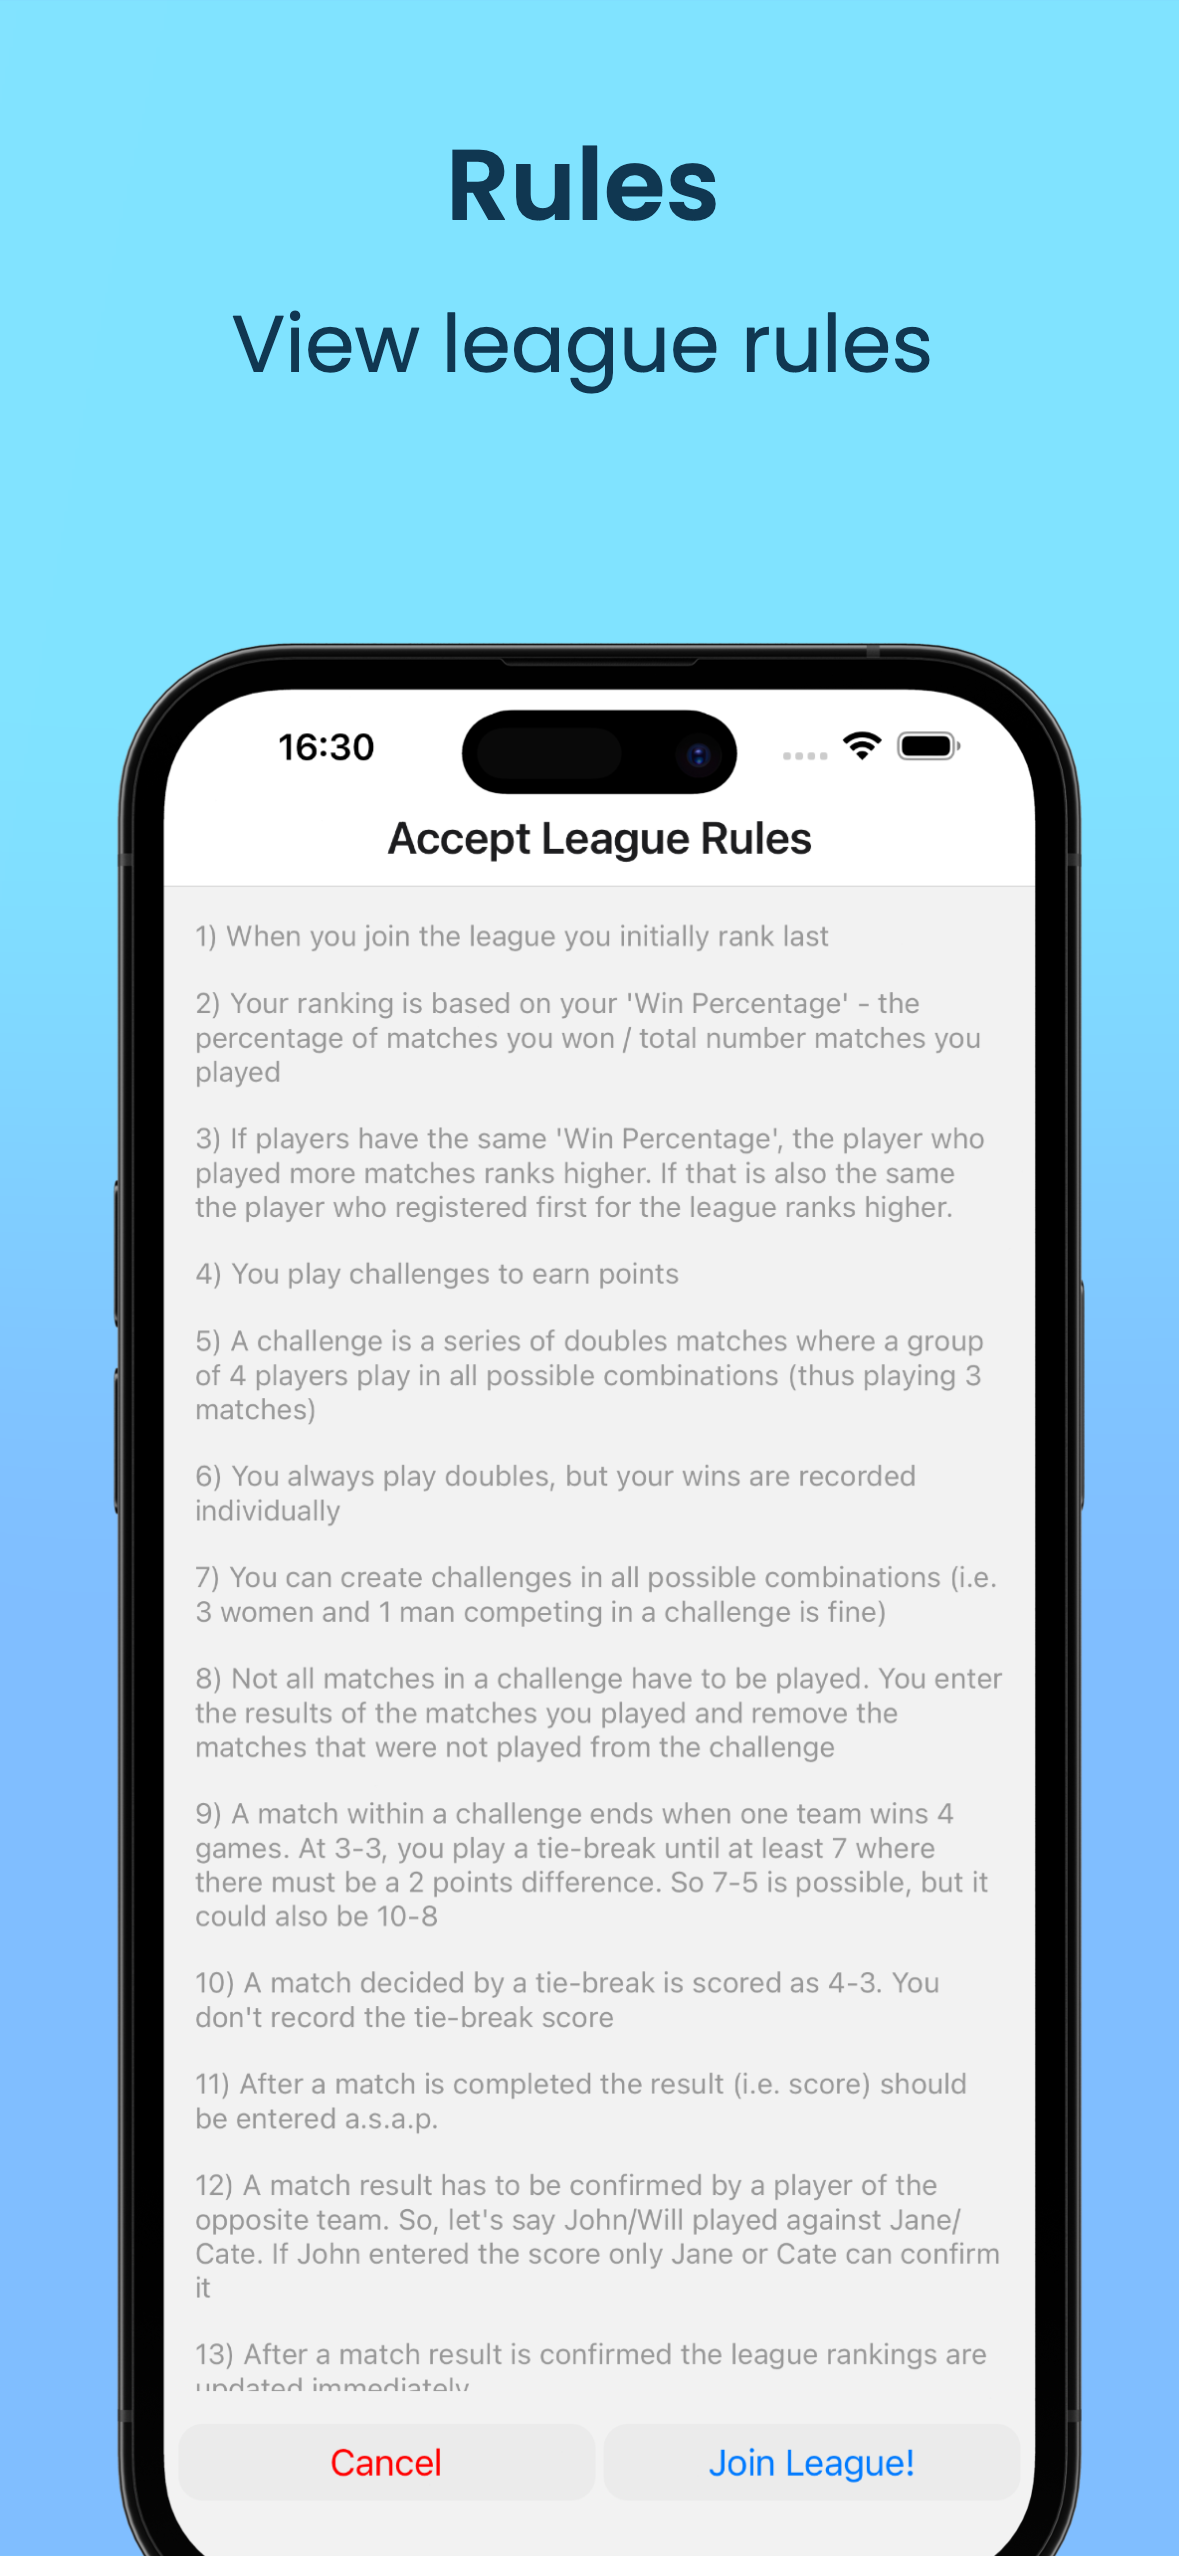 Rules
View league rules
16:30
Accept League Rules
1) When you join the league you initially rank last
2) Your ranking is based on your 'Win Percentage' - the
percentage of matches you won / total number matches you
played
3) If players have the same 'Win Percentage', the player who
played more matches ranks higher. If that is also the same
the player who registered first for the league ranks higher.
4) You play challenges to earn points
5) A challenge is a series of doubles matches where a group
of 4 players play in all possible combinations (thus playing 3
matches)
6) You always play doubles, but your wins are recorded
individually
7) You can create challenges in all possible combinations (i.e.
3 women and 1 man competing in a challenge is fine)
8) Not all matches in a challenge have to be played. You enter
the results of the matches you played and remove the
matches that were not played from the challenge
9) A match within a challenge ends when one team wins 4
games. At 3-3, you play a tie-break until at least 7 where
there must be a 2 points difference. So 7-5 is possible, but it
could also be 10-8
10) A match decided by a tie-break is scored as 4-3. You
don't record the tie-break score
11) After a match is completed the result (i.e. score) should
be entered a.s.a.p.
12) A match result has to be confirmed by a player of the
opposite team. So, let's say John/Will played against Jane/
Cate. If John entered the score only Jane or Cate can confirm
it
13) After a match result is confirmed the league rankings are
updated immediately
Cancel
Join League!